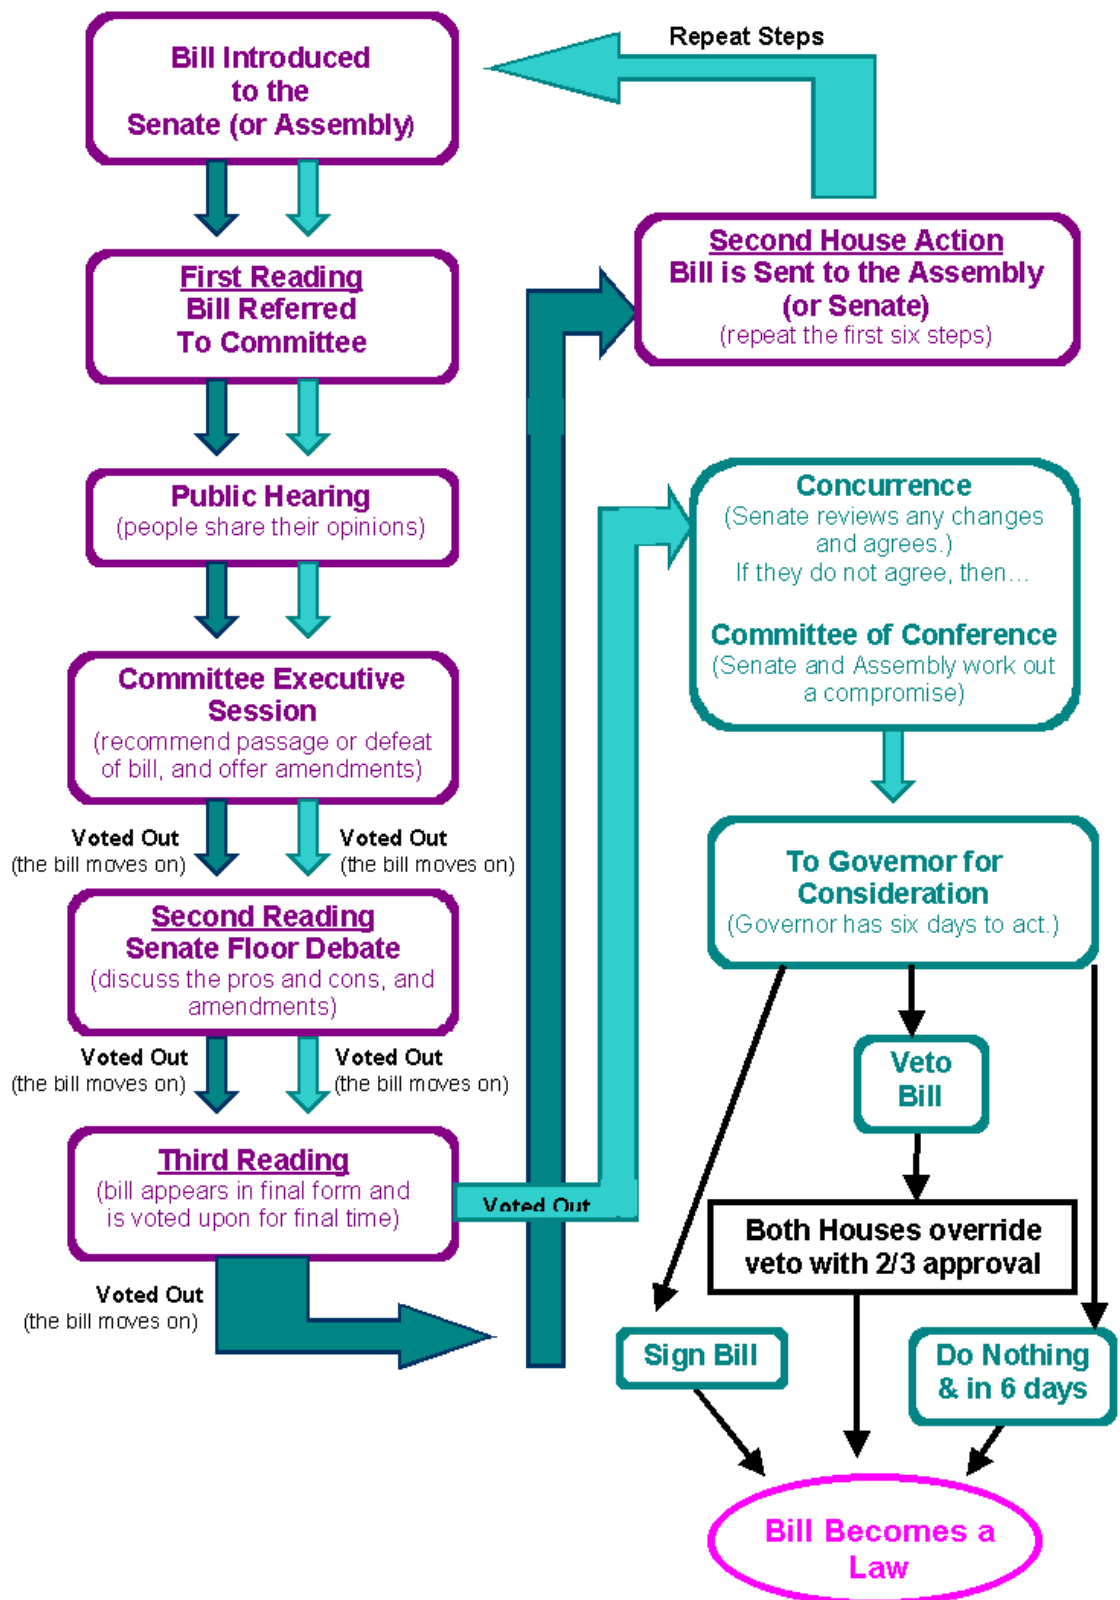 Repeat Steps
Bill Introduced
to the
Senate (or Assembly)
First Reading
Bill Referred
To Committee
Public Hearing
(people share their opinions)
Committee Executive
Session
(recommend passage or defeat
of bill, and offer amendments)
Voted Out
(the bill moves on)
Voted Out
(the bill moves on)
Second Reading
Senate Floor Debate
(discuss the pros and cons, and
amendments)
Voted Out
(the bill moves on)
Voted Out
(the bill moves on)
Third Reading
(bill appears in final form and
is voted upon for final time)
Voted Out
Voted Out
(the bill moves on)
Second House Action
Bill is Sent to the Assembly
(or Senate)
(repeat the first six steps)
Concurrence
(Senate reviews any changes
and agrees.)
If they do not agree, then...
Committee of Conference
(Senate and Assembly work out
a compromise)
To Governor for
Consideration
(Governor has six days to act.)
Veto
Bill
Both Houses override
veto with 2/3 approval
Sign Bill
Do Nothing
& in 6 days
Bill Becomes a
Law